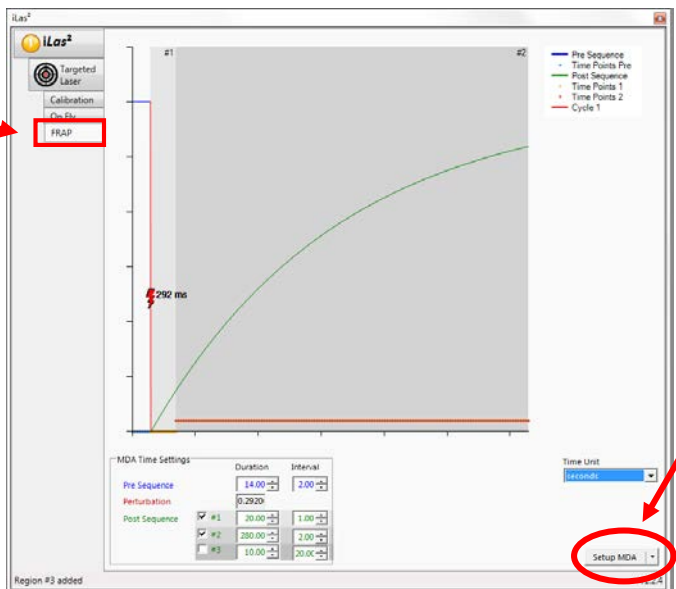 iLas²
iLas²
Targeted
Laser
Calibration
On Fly
FRAP
#1
#2
292 ms
Pre Sequence
Time Points Pre
Post Sequence
Time Points 1
Time Points 2
Cycle 1
MDA Time Settings
Duration
Interval
Pre Sequence
14.00
2.00
Perturbation
0.2920
Post Sequence
#1
20.00
1.00
#2
280.00
2.00
#3
10.00
20.00
Time Unit
seconds
Setup MDA
Region #3 added